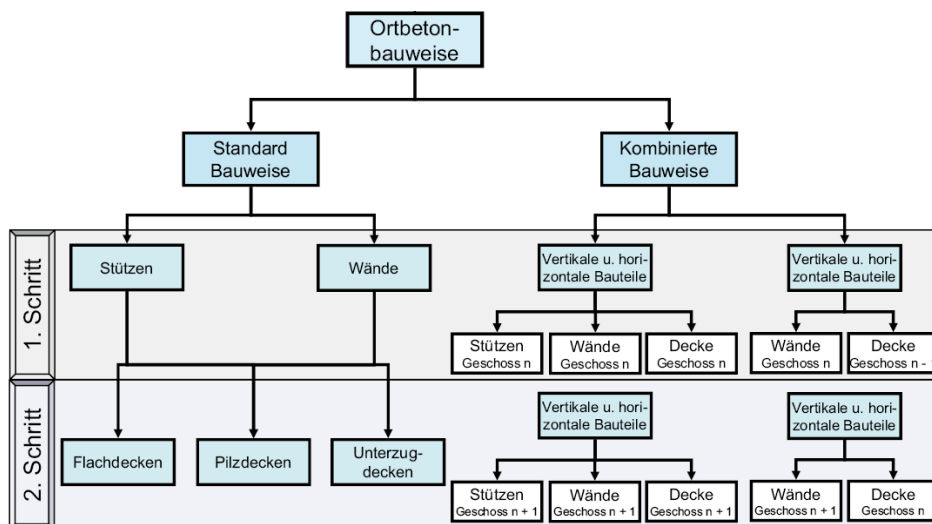 Ortbeton-
bauweise
Standard
Bauweise
Kombinierte
Bauweise
1. Schritt
Stützen
Wände
Vertikale u. hori-
zontale Bauteile
Vertikale u. hori-
zontale Bauteile
Stützen
Geschoss n
Wände
Geschoss n
Decke
Geschoss n
Wände
Geschoss n
Decke
Geschoss n - 1
2. Schritt
Flachdecken
Pilzdecken
Unterzug-
decken
Vertikale u. hori-
zontale Bauteile
Vertikale u. hori-
zontale Bauteile
Stützen
Geschoss n + 1
Wände
Geschoss n + 1
Decke
Geschoss n + 1
Wände
Geschoss n + 1
Decke
Geschoss n